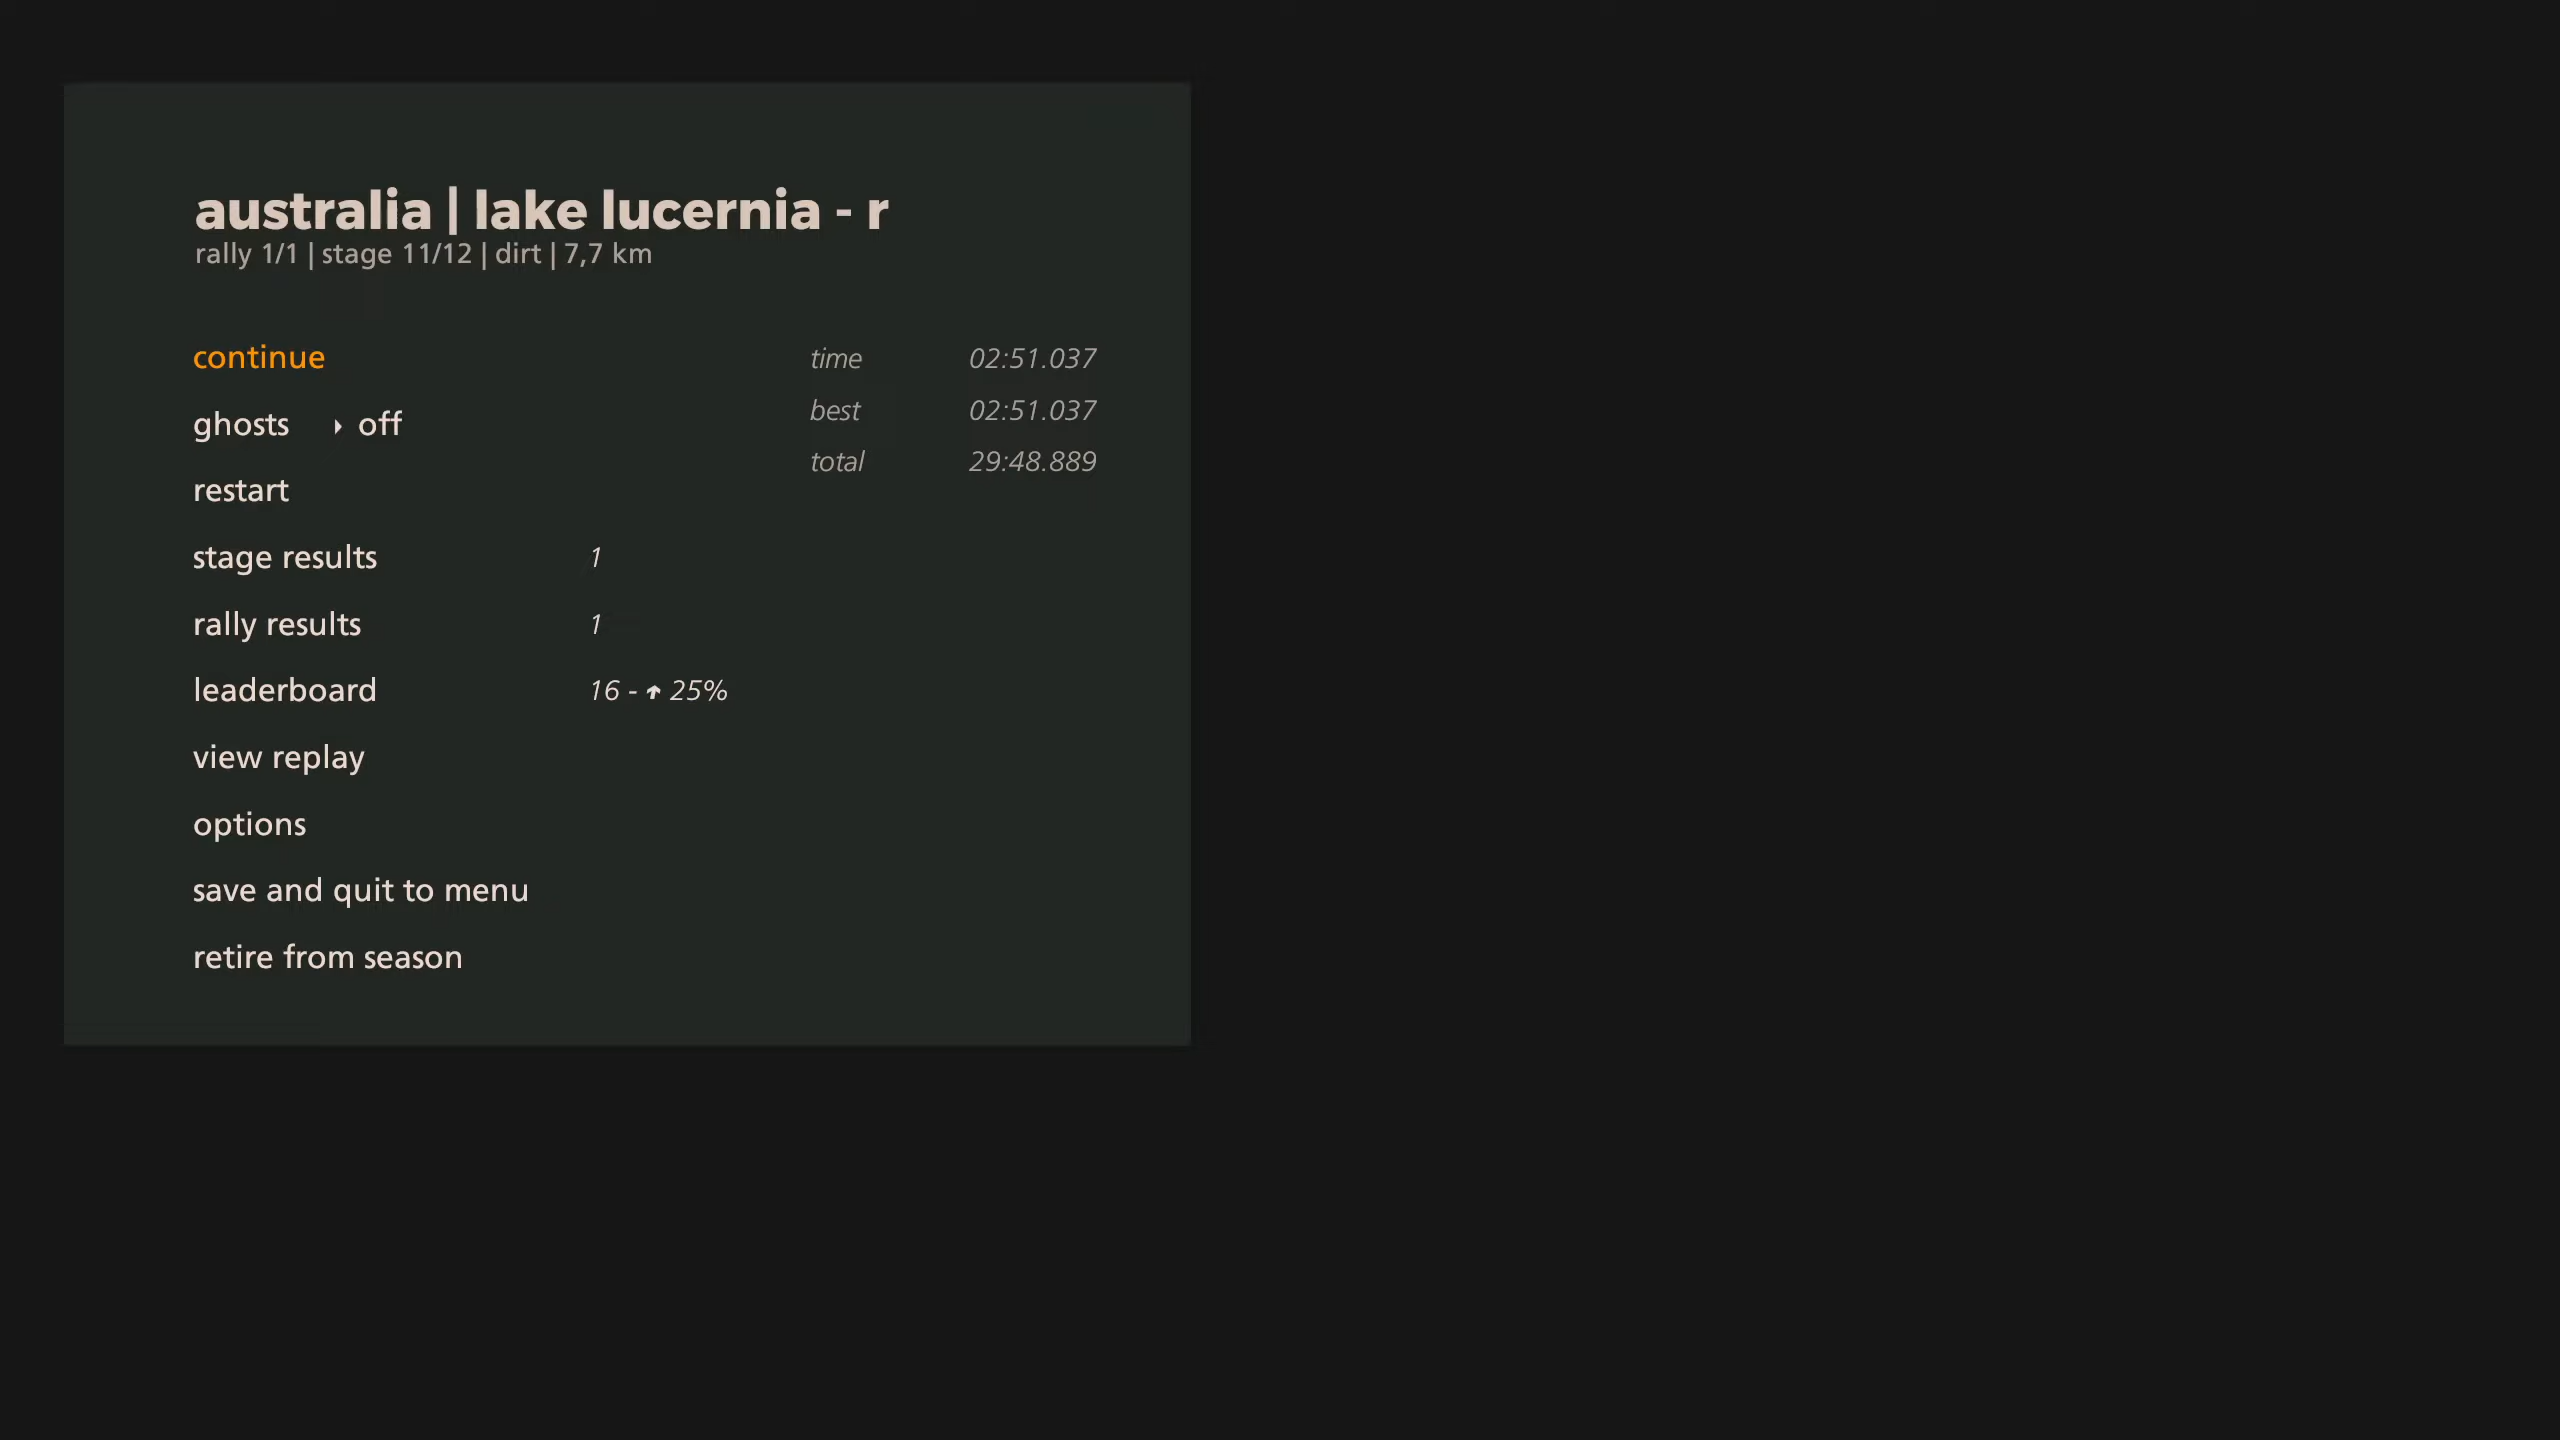 australia | lake lucernia - r
rally 1/1 | stage 11/12 | dirt | 7,7 km
continue
time 02:51.037
best 02:51.037
ghosts off
total 29:48.889
restart
stage results 1
rally results 1
leaderboard 16 - ↑ 25%
view replay
options
save and quit to menu
retire from season